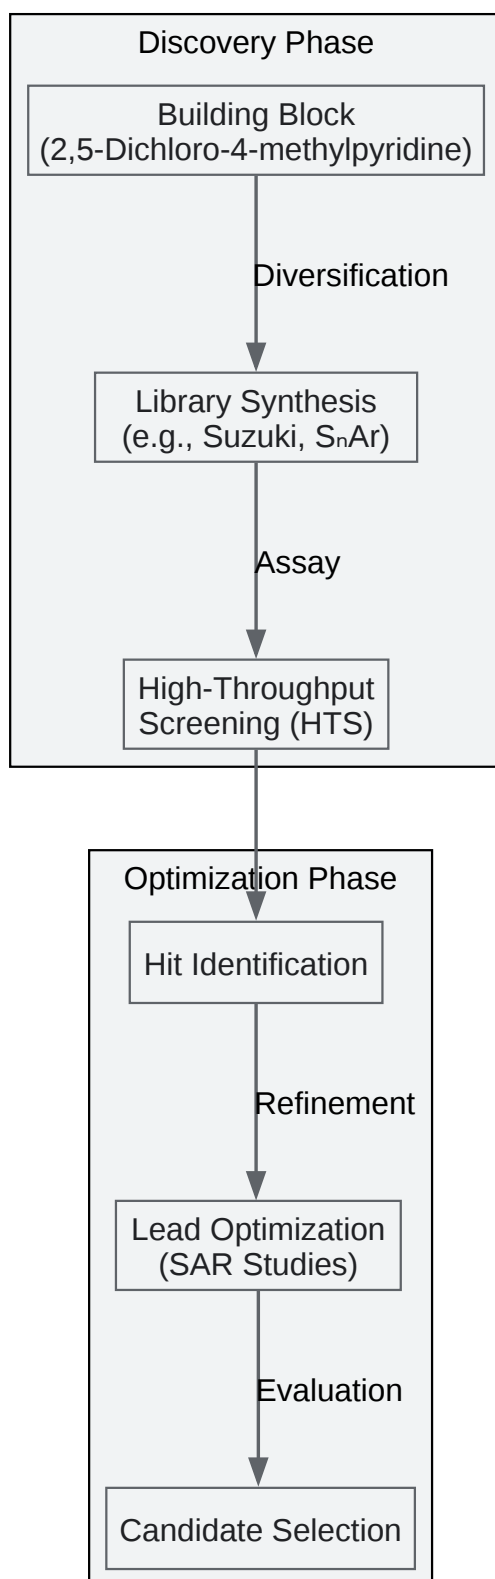 Discovery Phase
Building Block
(2,5-Dichloro-4-methylpyridine)
Diversification
Library Synthesis
(e.g., Suzuki, SₙAr)
Assay
High-Throughput
Screening (HTS)
Optimization Phase
Hit Identification
Refinement
Lead Optimization
(SAR Studies)
Evaluation
Candidate Selection